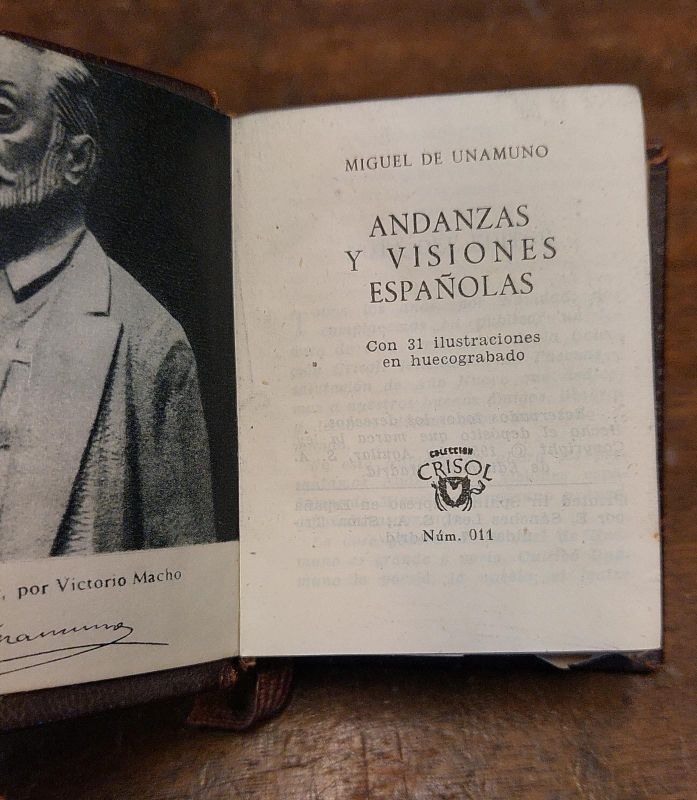 , por Victorio Macho
MIGUEL DE UNAMUNO
ANDANZAS
Y VISIONES
ESPAÑOLAS
Con 31 ilustraciones
en huecograbado
COLECCION
CRISOL
Núm. 011